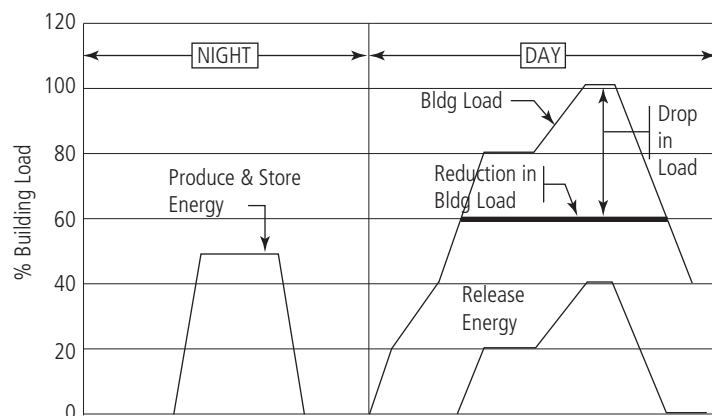 120
NIGHT
DAY
100
Bldg Load
Drop
in
Load
80
Produce & Store
Energy
Reduction in
Bldg Load
60
40
Release
Energy
20
0
% Building Load